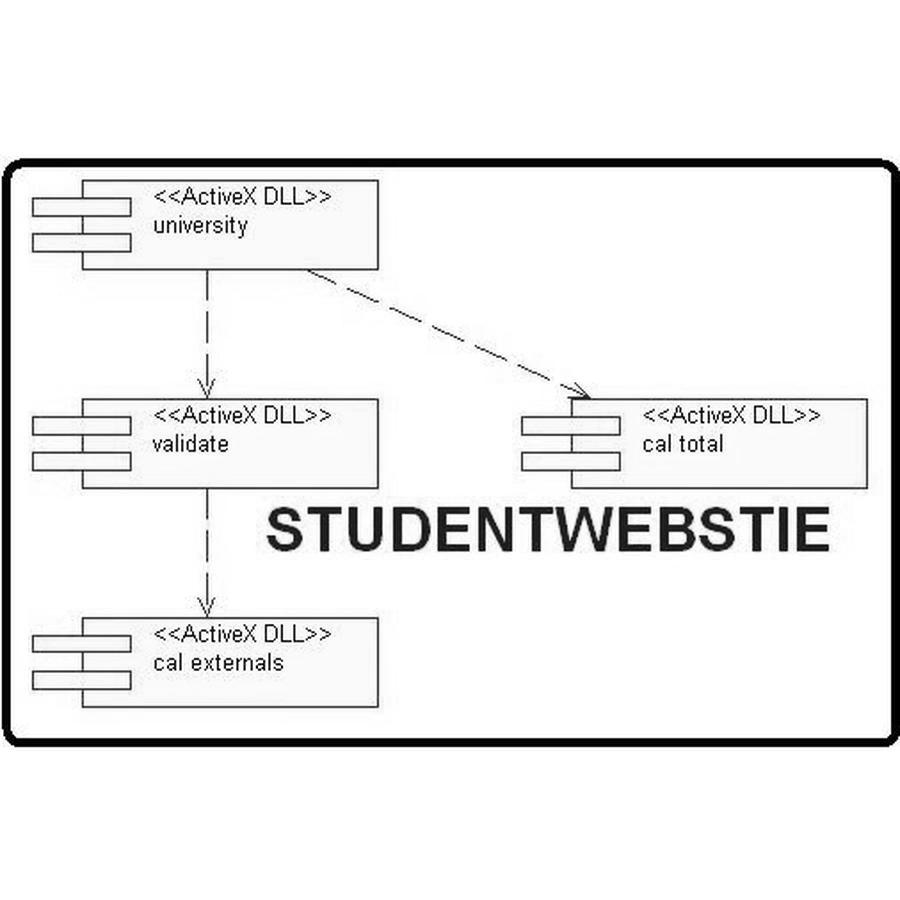 <<ActiveX DLL>>
university
<<ActiveX DLL>>
validate
<<ActiveX DLL>>
cal total
STUDENTWEBSTIE
<<ActiveX DLL>>
cal externals